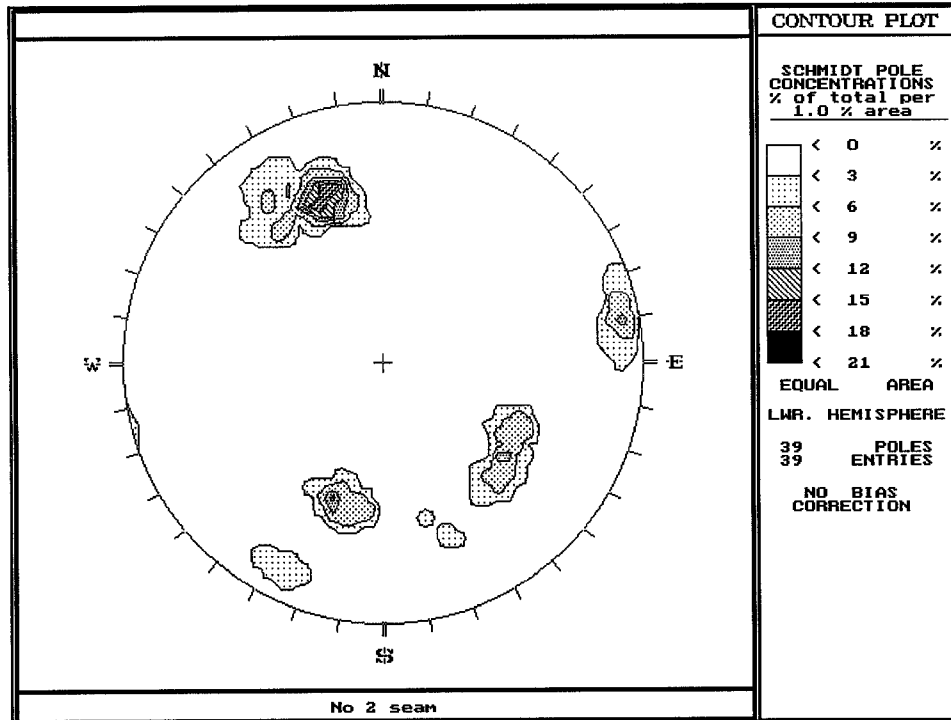 CONTOUR PLOT
SCHMIDT POLE
CONCENTRATIONS
% of total per
1.0 % area
< 0 %
< 3 %
< 6 %
< 9 %
< 12 %
< 15 %
< 18 %
< 21 %
EQUAL AREA
LWR. HEMISPHERE
39 POLES
39 ENTRIES
NO BIAS
CORRECTION
N
W
E
S
No 2 seam